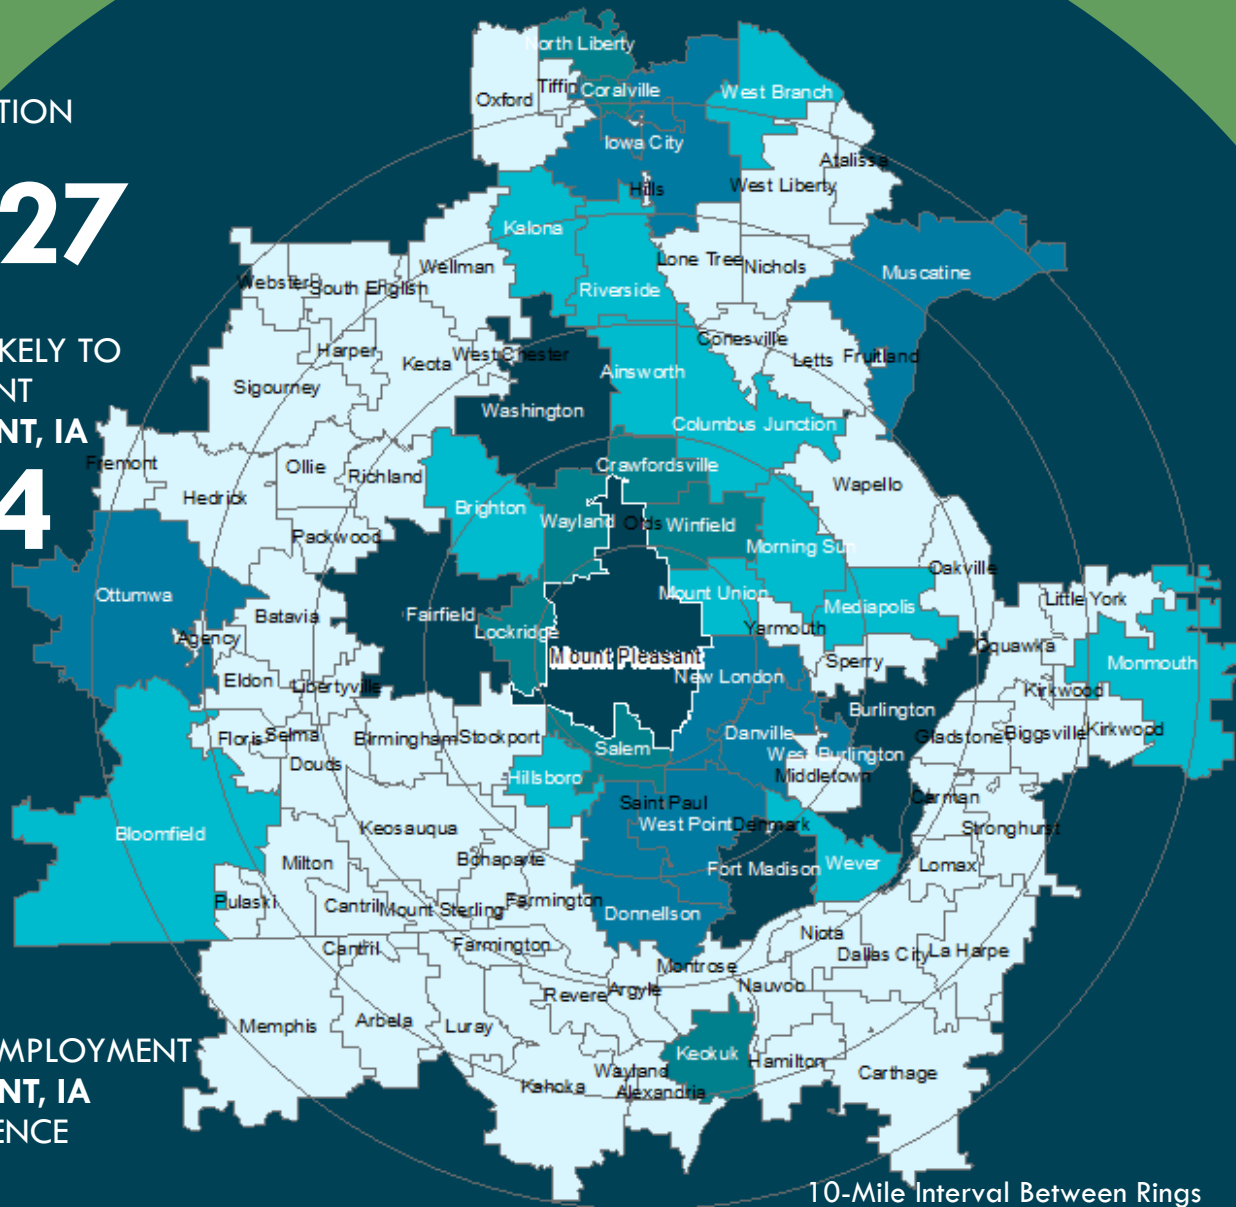 TION
27
KELY TO
NT
NT, IA
4
MPLOYMENT
NT, IA
ENCE
North Liberty
Tiffin
Coralville
Oxford
West Branch
Iowa City
Atalissa
Hills
West Liberty
Kalona
Lone Tree
Nichols
Wellman
Muscatine
Webster
South English
Riverside
Conesville
Harper
West Chester
Keota
Letts
Fruitland
Sigourney
Ainsworth
Washington
Columbus Junction
Fremont
Ollie
Richland
Crawfordsville
Wapello
Hedrick
Brighton
Wayland
Olds
Winfield
Packwood
Morning Sun
Oakville
Ottumwa
Mount Union
Little York
Batavia
Fairfield
Mediapolis
Lockridge
Yarmouth
Agency
Oquawka
Mount Pleasant
Sperry
Monmouth
Eldon
Libertyville
New London
Kirkwood
Burlington
Floris
Selma
Birmingham
Stockport
Danville
Gladstone
Biggsville
Kirkwood
Salem
West Burlington
Douds
Hillsboro
Middletown
Carman
Saint Paul
Keosauqua
West Point
Denmark
Stronghurst
Bloomfield
Bonaparte
Milton
Fort Madison
Wever
Lomax
Pulaski
Cantril
Mount Sterling
Farmington
Donnellson
Niota
Cantril
Farmington
Dallas City
La Harpe
Montrose
Revere
Argyle
Nauvoo
Memphis
Arbela
Luray
Keokuk
Hamilton
Wayland
Carthage
Kahoka
Alexandria
10-Mile Interval Between Rings